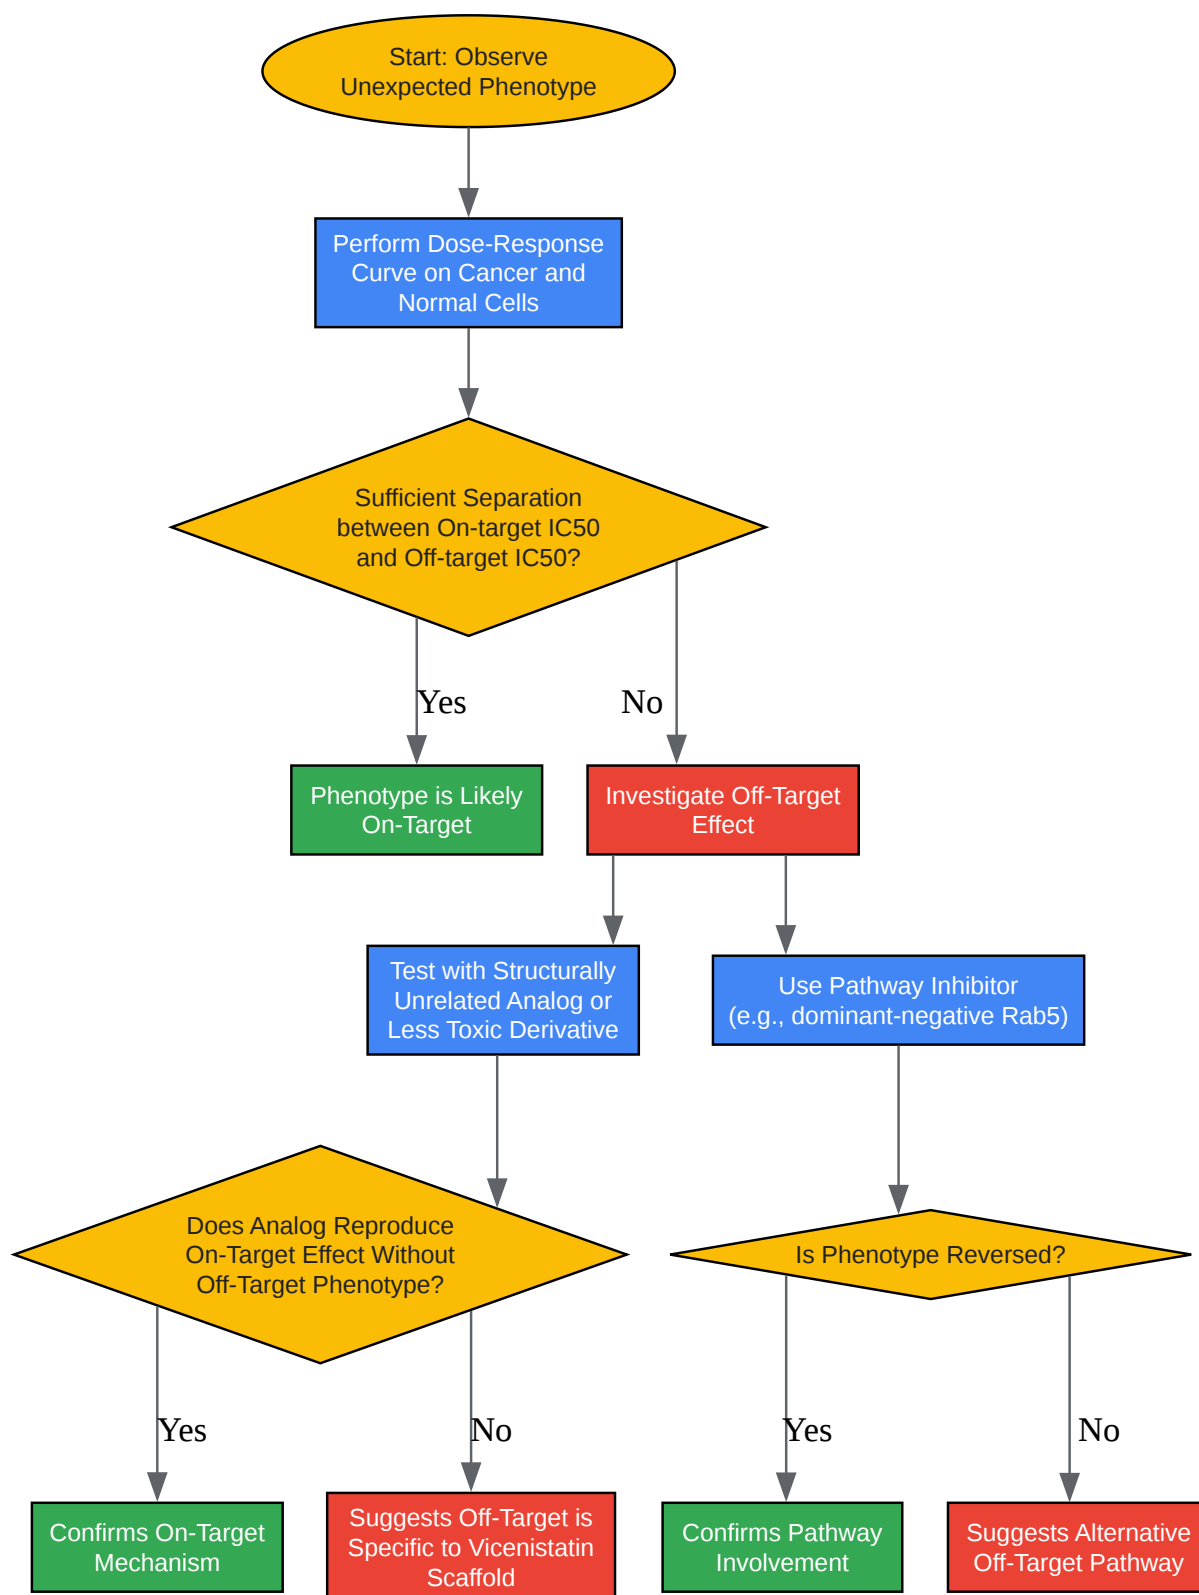 Start: Observe
Unexpected Phenotype
Perform Dose-Response
Curve on Cancer and
Normal Cells
Sufficient Separation
between On-target IC50
and Off-target IC50?
Yes
No
Phenotype is Likely
On-Target
Investigate Off-Target
Effect
Test with Structurally
Unrelated Analog or
Less Toxic Derivative
Use Pathway Inhibitor
(e.g., dominant-negative Rab5)
Does Analog Reproduce
On-Target Effect Without
Off-Target Phenotype?
Is Phenotype Reversed?
Yes
No
Yes
No
Confirms On-Target
Mechanism
Suggests Off-Target is
Specific to Vicenistatin
Scaffold
Confirms Pathway
Involvement
Suggests Alternative
Off-Target Pathway